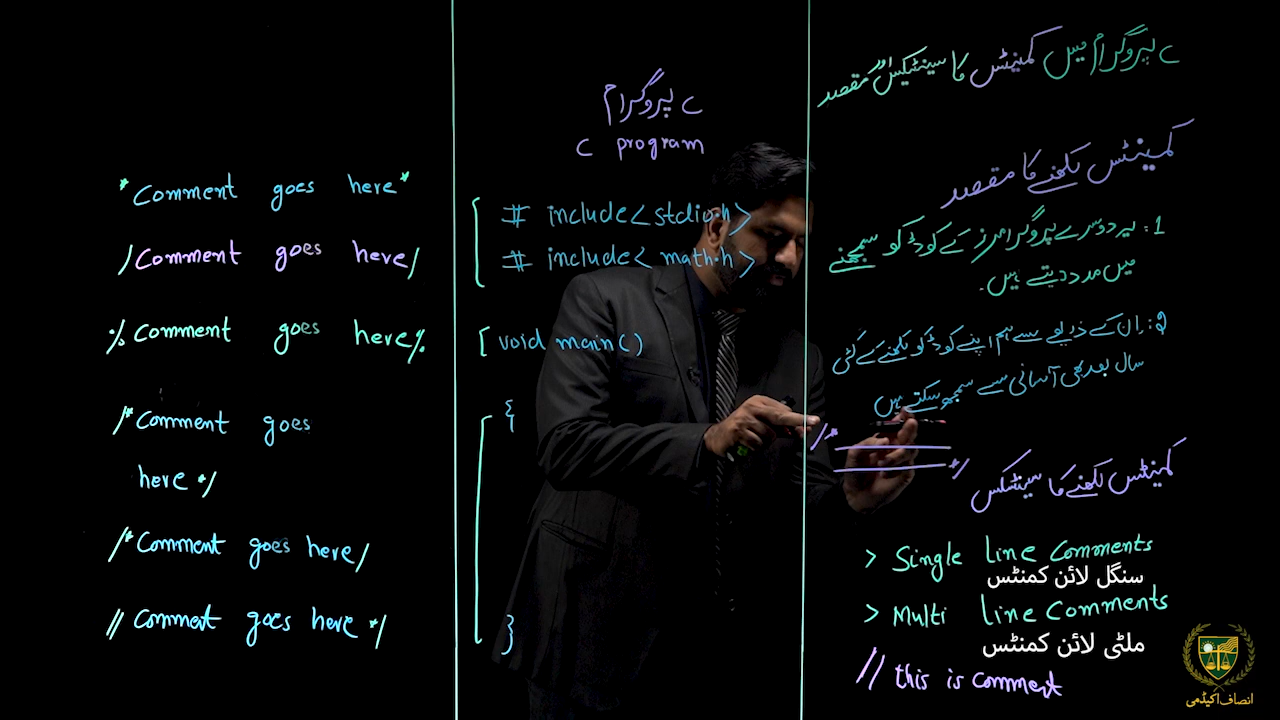 * Comment goes here *
/ Comment goes here /
% Comment goes here %
/* Comment goes
here */
/* Comment goes here /
// Comment goes here */
c پروگرام
C program
# include < stdio.h >
# include < math.h >
void main ( )
{
}
c پروگرام میں کمینٹس کا سینٹیکس اور مقصد
کمینٹس لکھنے کا مقصد
1: یہ دوسرے پروگرامرز کے کوڈ کو سمجھنے
میں مدد دیتے ہیں۔
2: ان کے ذریعے سے ہم اپنے کوڈ کو لکھنے کے کئی
سال بعد بھی آسانی سے سمجھ سکتے ہیں
/*
*/
کمینٹس لکھنے کا سینٹیکس
> Single line Comments
سنگل لائن کمنٹس
> Multi line Comments
ملٹی لائن کمنٹس
// this is comment
انصاف اکیڈمی